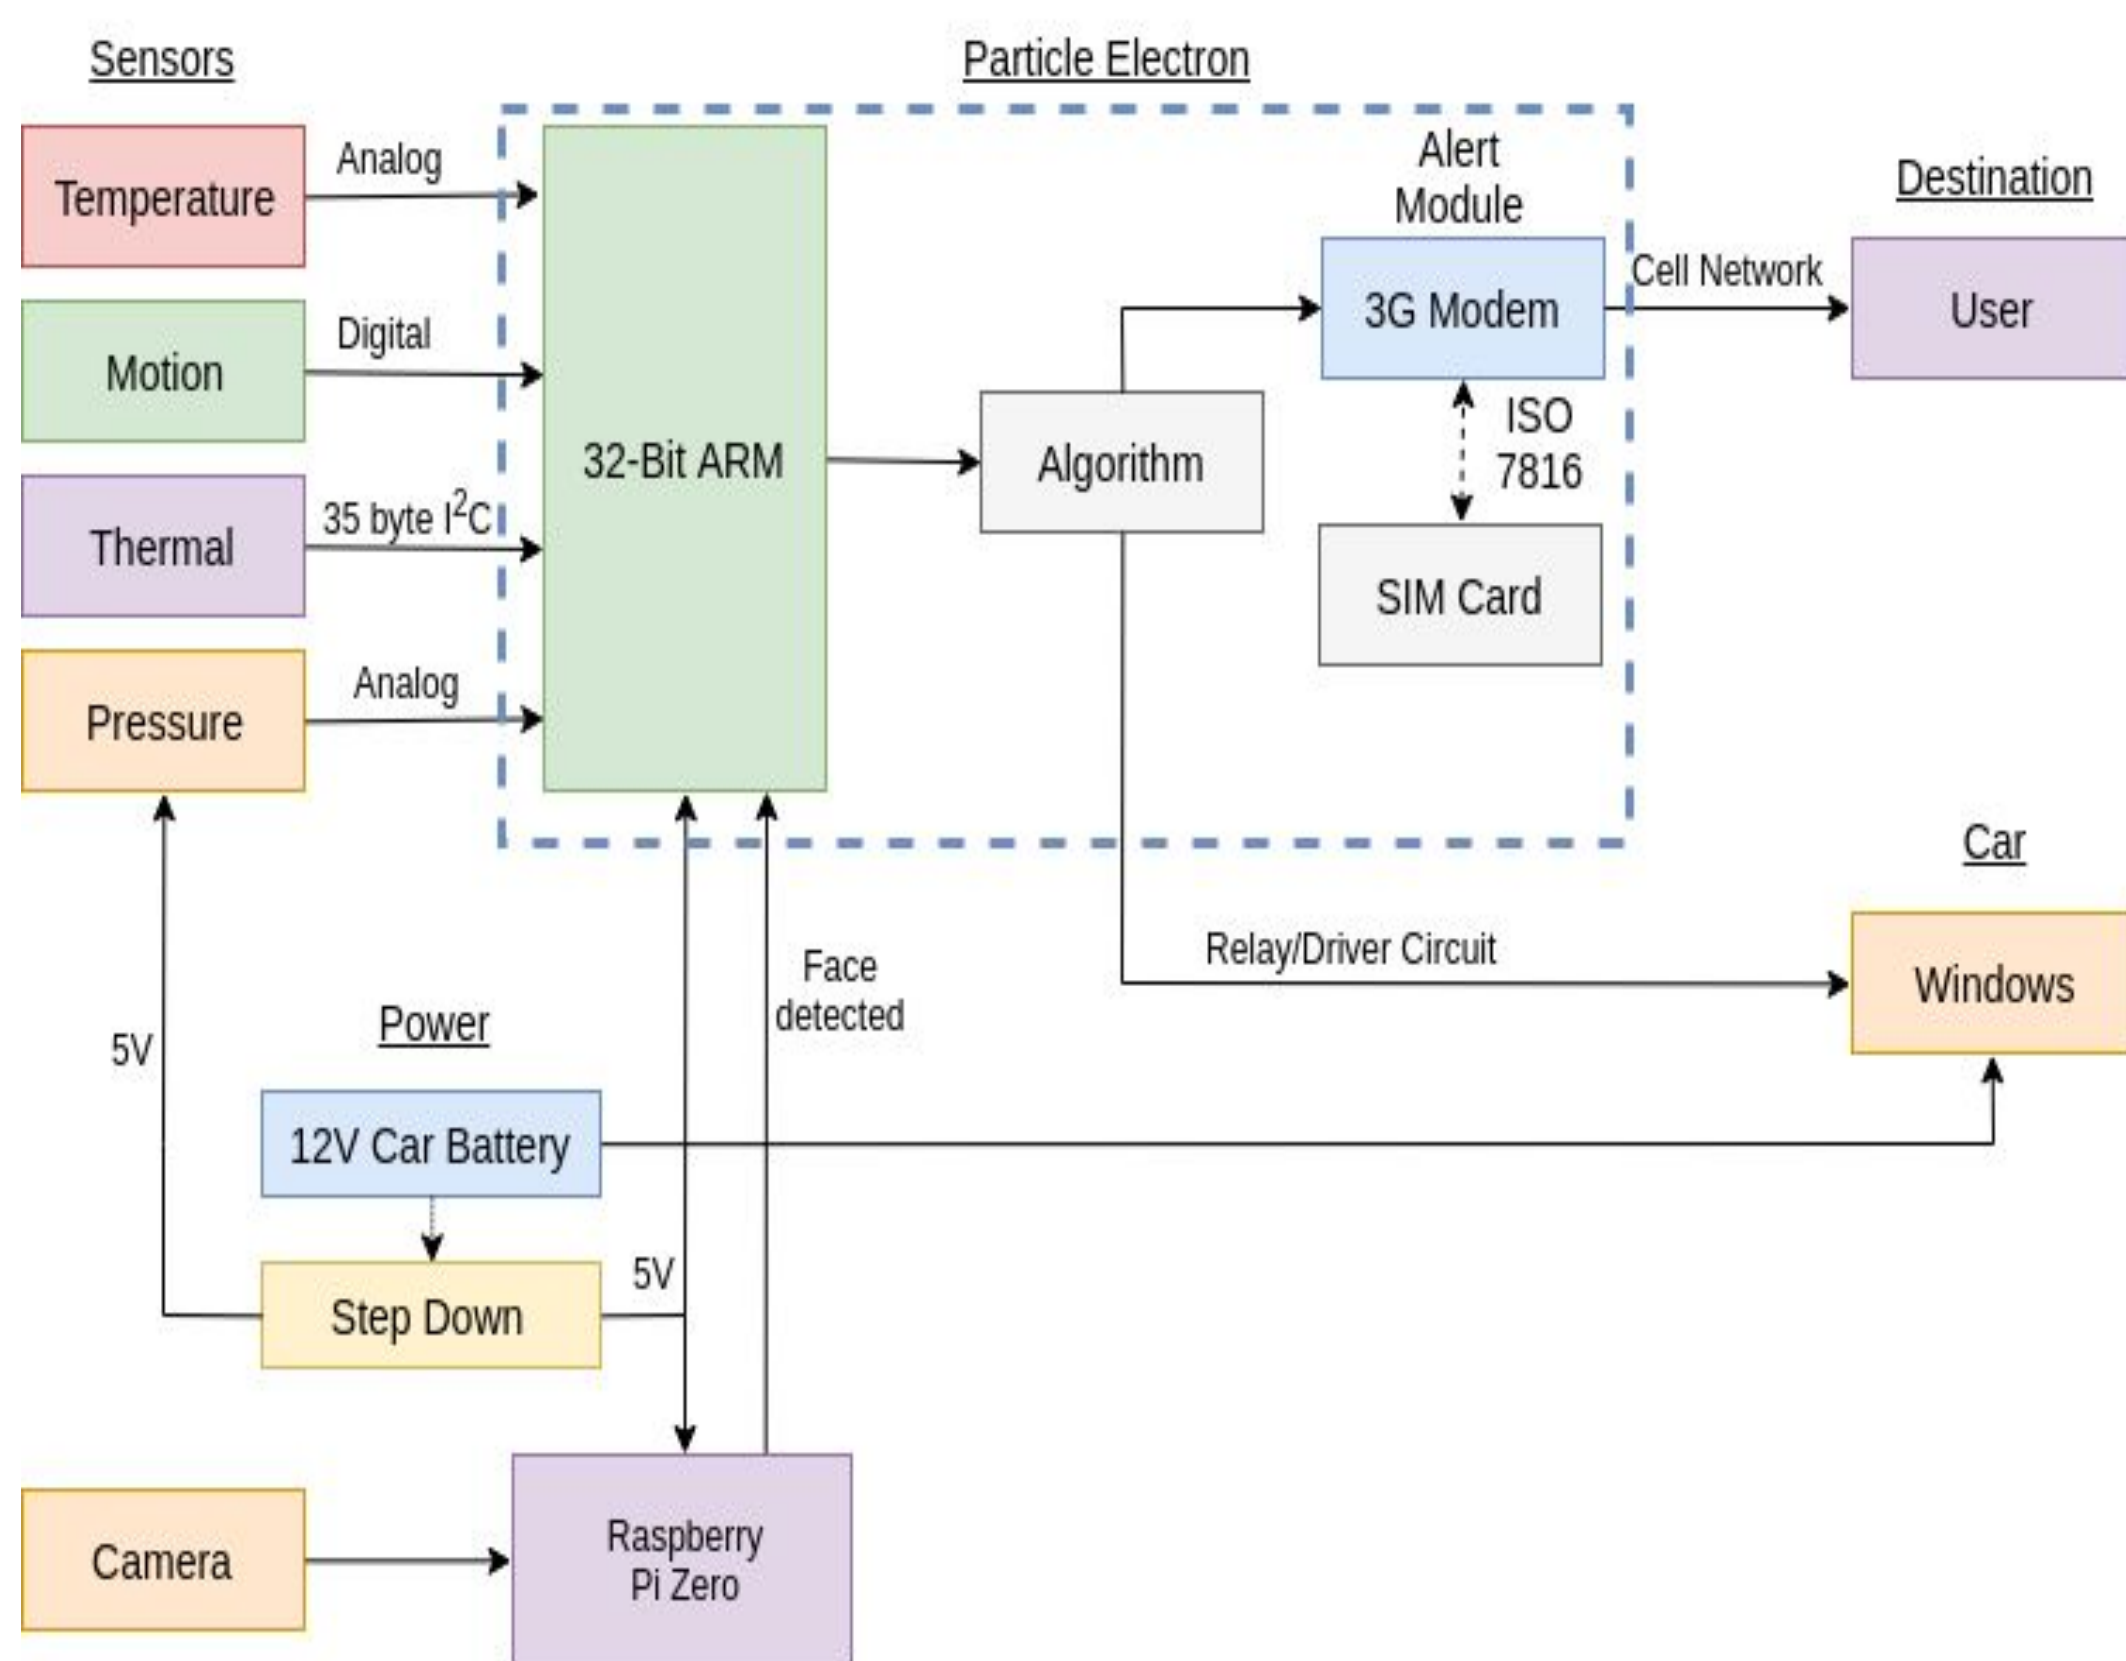 Sensors
Particle Electron
Temperature
Analog
Alert
Module
Destination
Motion
Digital
3G Modem
Cell Network
User
32-Bit ARM
Algorithm
ISO
7816
Thermal
35 byte I²C
SIM Card
Pressure
Analog
Car
Relay/Driver Circuit
Windows
Face
detected
Power
5V
12V Car Battery
5V
Step Down
Camera
Raspberry
Pi Zero